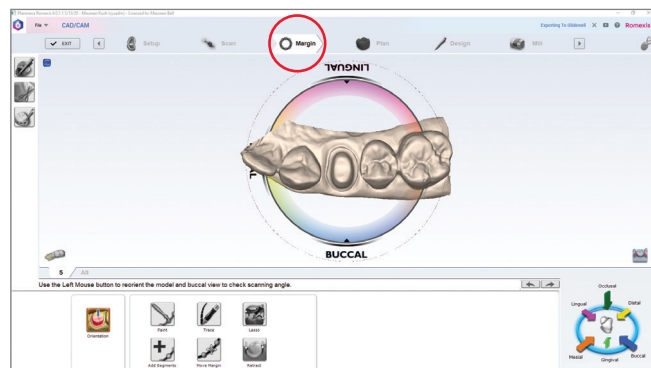 File CAD/CAM Exporting To Glidewell X Romexis
EXIT Setup Scan Margin Plan Design Mill
LINGUAL
BUCCAL
5 All
Use the Left Mouse button to reorient the model and buccal view to check scanning angle.
Orientation Paint Trace Lasso
Add Segments Move Margin Retract
Occlusal
Lingual Distal
Mesial Buccal
Gingival